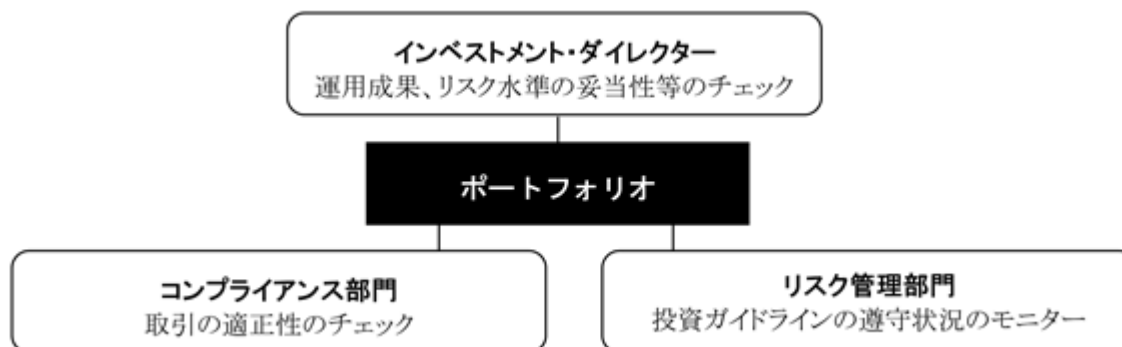 インベストメント・ダイレクター
運用成果、リスク水準の妥当性等のチェック
ポートフォリオ
コンプライアンス部門
取引の適正性のチェック
リスク管理部門
投資ガイドラインの遵守状況のモニター